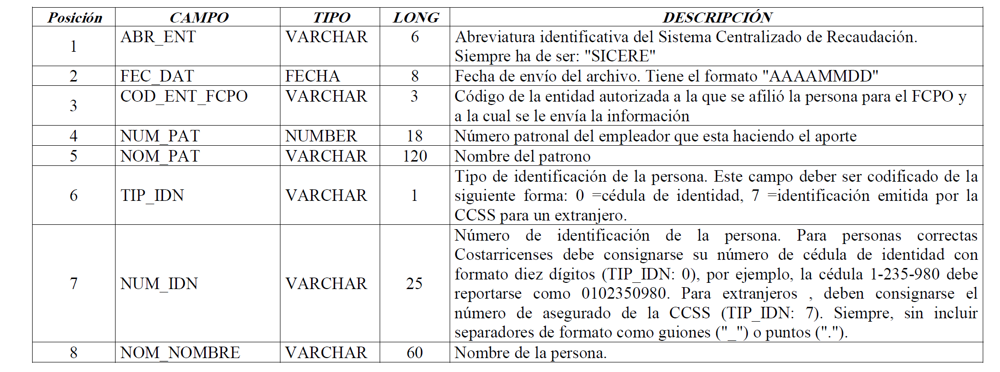 Posición CAMPO TIPO LONG DESCRIPCIÓN
1 ABR_ENT VARCHAR 6 Abreviatura identificativa del Sistema Centralizado de Recaudación.
Siempre ha de ser: "SICERE"
2 FEC_DAT FECHA 8 Fecha de envío del archivo. Tiene el formato "AAAAMMDD"
3 COD_ENT_FCPO VARCHAR 3 Código de la entidad autorizada a la que se afilió la persona para el FCPO y
a la cual se le envía la información
4 NUM_PAT NUMBER 18 Número patronal del empleador que esta haciendo el aporte
5 NOM_PAT VARCHAR 120 Nombre del patrono
6 TIP_IDN VARCHAR 1 Tipo de identificación de la persona. Este campo deber ser codificado de la
siguiente forma: 0 =cédula de identidad, 7 =identificación emitida por la
CCSS para un extranjero.
7 NUM_IDN VARCHAR 25 Número de identificación de la persona. Para personas correctas
Costarricenses debe consignarse su número de cédula de identidad con
formato diez dígitos (TIP_IDN: 0), por ejemplo, la cédula 1-235-980 debe
reportarse como 0102350980. Para extranjeros , deben consignarse el
número de asegurado de la CCSS (TIP_IDN: 7). Siempre, sin incluir
separadores de formato como guiones ("_") o puntos (".").
8 NOM_NOMBRE VARCHAR 60 Nombre de la persona.